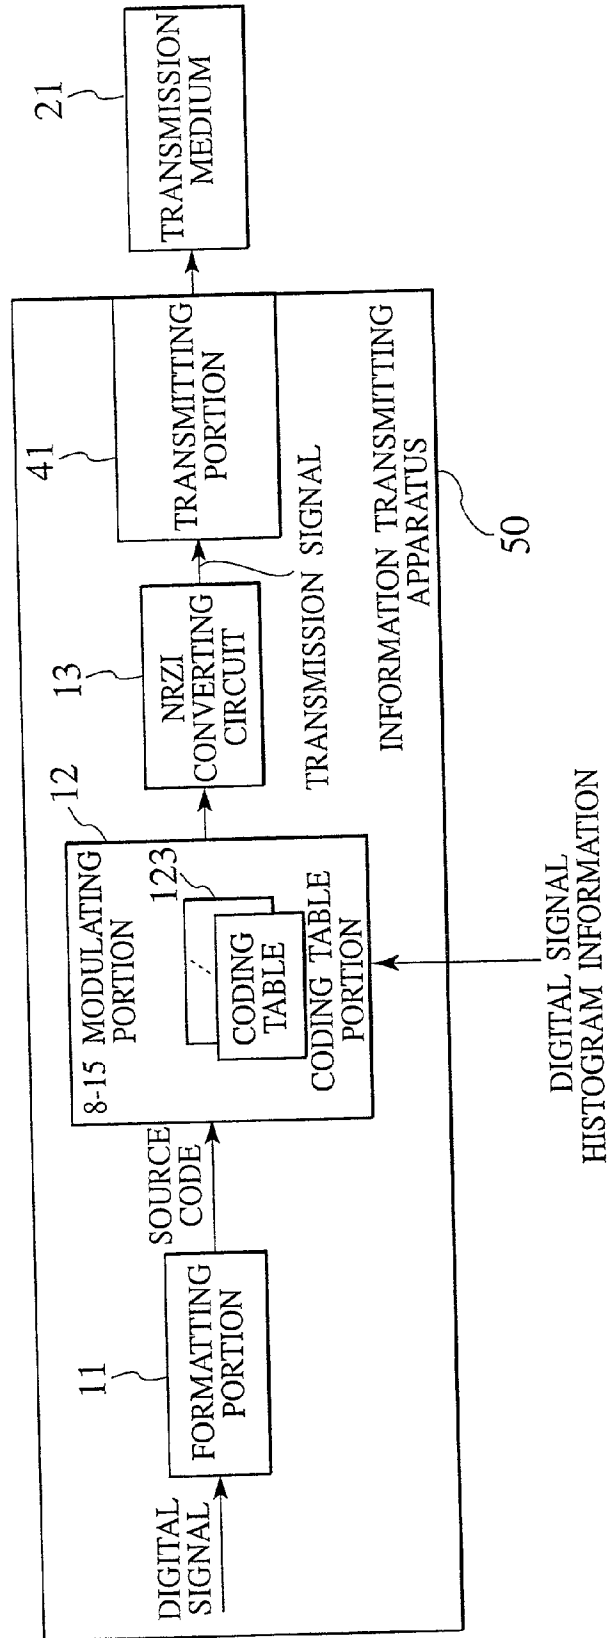 DIGITAL
SIGNAL
11
FORMATTING
PORTION
SOURCE
CODE
12
8-15 MODULATING
PORTION
123
CODING
TABLE
CODING TABLE
PORTION
DIGITAL SIGNAL
HISTOGRAM INFORMATION
13
NRZI
CONVERTING
CIRCUIT
TRANSMISSION SIGNAL
41
TRANSMITTING
PORTION
INFORMATION TRANSMITTING
APPARATUS
50
21
TRANSMISSION
MEDIUM